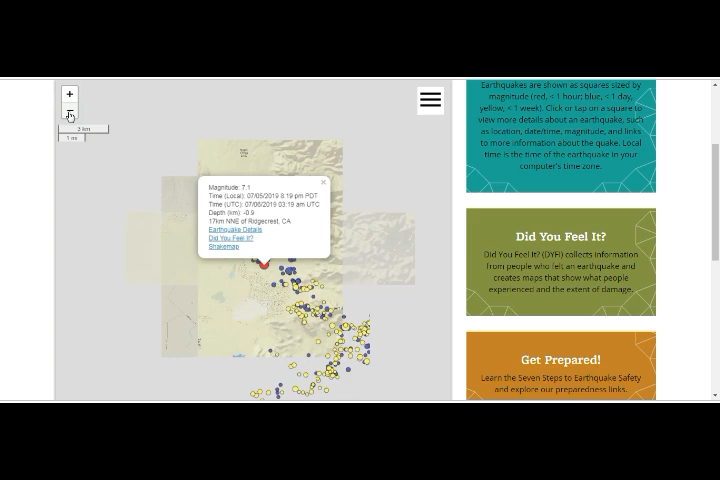 +
3 km
1 mi
Magnitude: 7.1
Time (Local): 07/05/2019 8:19 pm PDT
Time (UTC): 07/06/2019 03:19 am UTC
Depth (km): -0.9
17km NNE of Ridgecrest, CA
Earthquake Details
Did You Feel It?
Shakemap
Earthquakes are shown as squares sized by
magnitude (red, < 1 hour; blue, < 1 day,
yellow, < 1 week). Click or tap on a square to
view more details about an earthquake, such
as location, date/time, magnitude, and links
to more information about the quake. Local
time is the time of the earthquake in your
computer's time zone.
Did You Feel It?
Did You Feel It? (DYFI) collects information
from people who felt an earthquake and
creates maps that show what people
experienced and the extent of damage.
Get Prepared!
Learn the Seven Steps to Earthquake Safety
and explore our preparedness links.